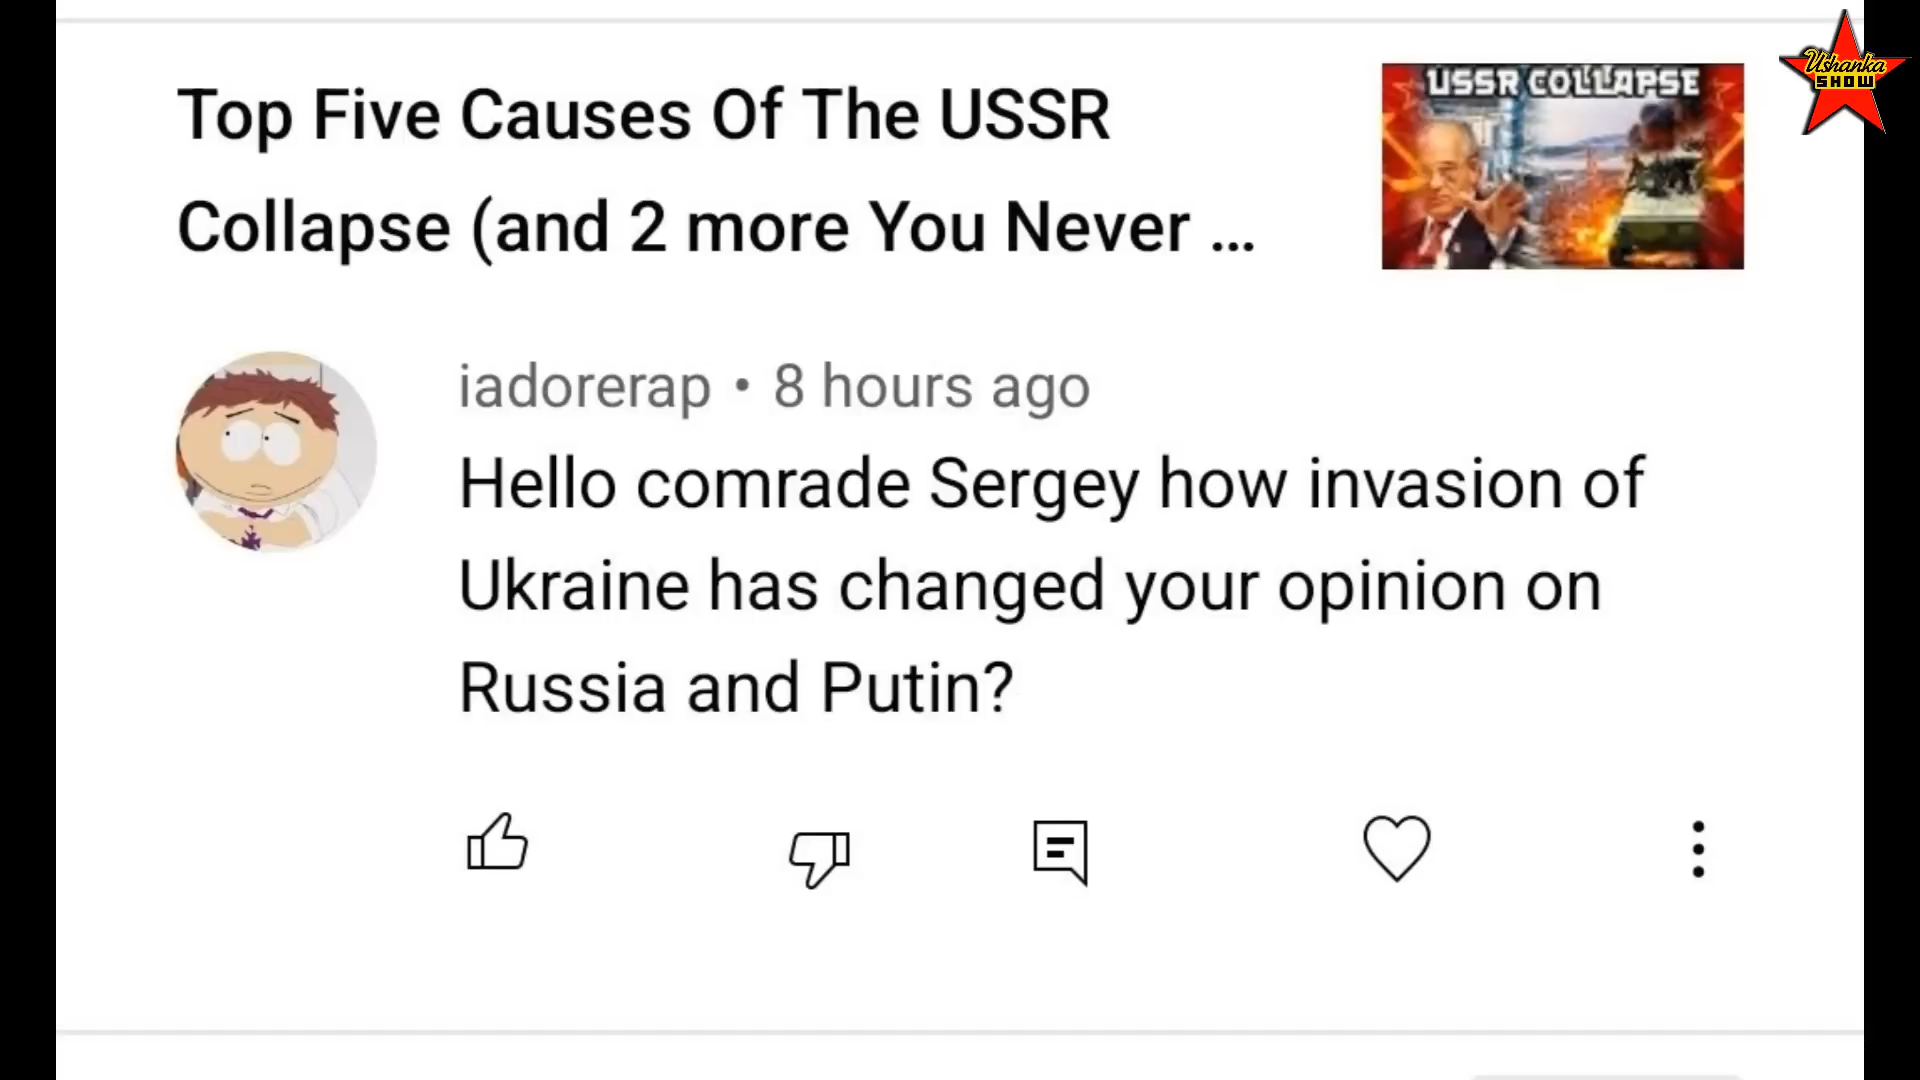 Top Five Causes Of The USSR
Collapse (and 2 more You Never ...
USSR COLLAPSE
Ushanka
SHOW
iadorerap • 8 hours ago
Hello comrade Sergey how invasion of
Ukraine has changed your opinion on
Russia and Putin?